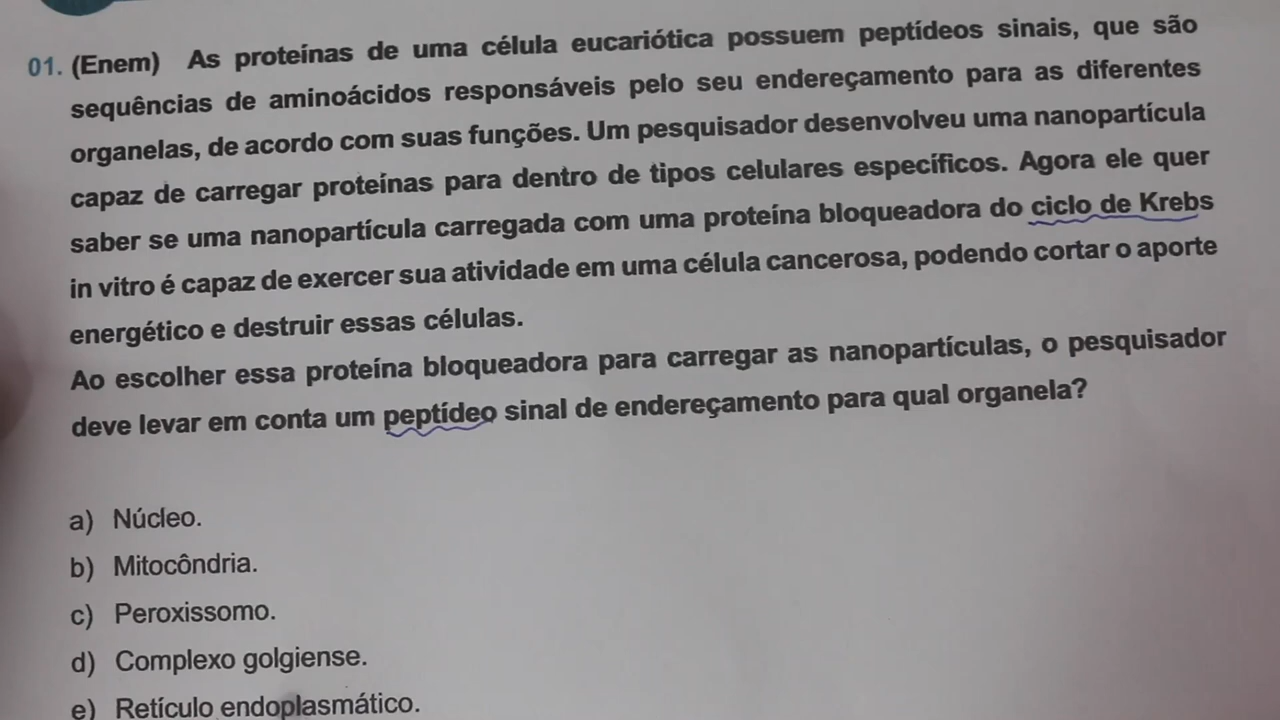 01. (Enem) As proteínas de uma célula eucariótica possuem peptídeos sinais, que são
sequências de aminoácidos responsáveis pelo seu endereçamento para as diferentes
organelas, de acordo com suas funções. Um pesquisador desenvolveu uma nanopartícula
capaz de carregar proteínas para dentro de tipos celulares específicos. Agora ele quer
saber se uma nanopartícula carregada com uma proteína bloqueadora do ciclo de Krebs
in vitro é capaz de exercer sua atividade em uma célula cancerosa, podendo cortar o aporte
energético e destruir essas células.
Ao escolher essa proteína bloqueadora para carregar as nanopartículas, o pesquisador
deve levar em conta um peptídeo sinal de endereçamento para qual organela?
a) Núcleo.
b) Mitocôndria.
c) Peroxissomo.
d) Complexo golgiense.
e) Retículo endoplasmático.